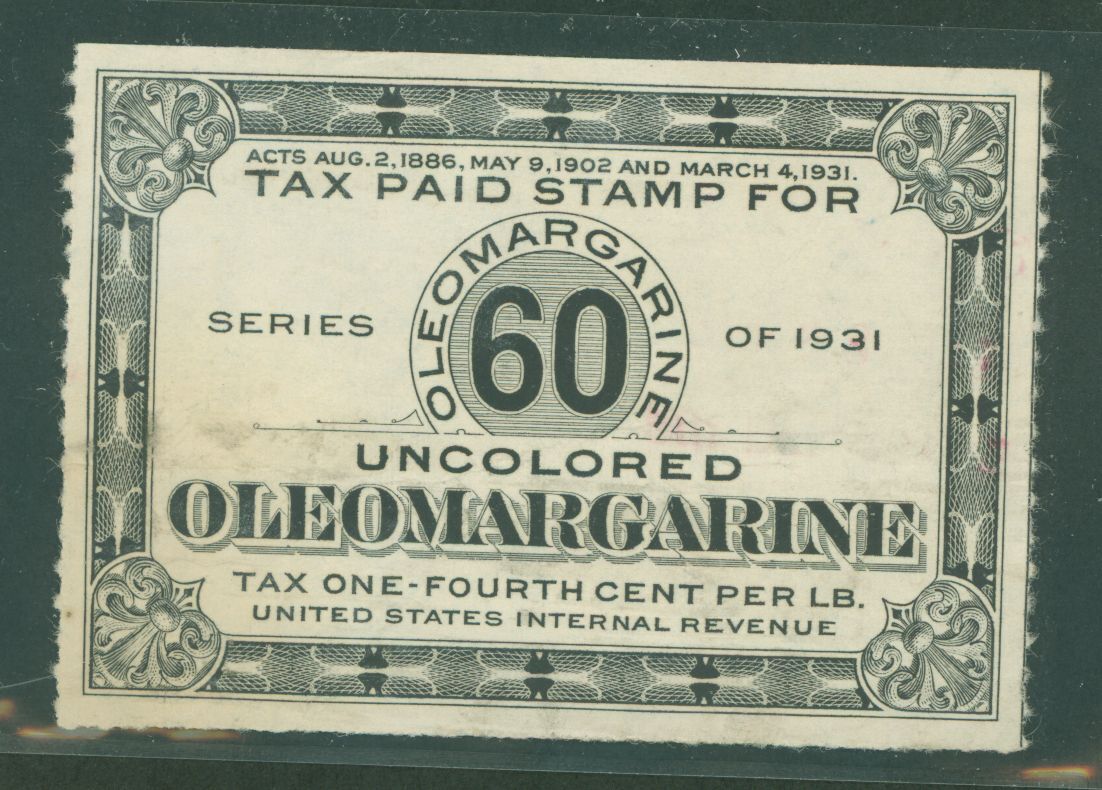 ACTS AUG. 2, 1886, MAY 9, 1902 AND MARCH 4, 1931.
TAX PAID STAMP FOR
OLEOMARGARINE
SERIES 60 OF 1931
UNCOLORED
OLEOMARGARINE
TAX ONE-FOURTH CENT PER LB.
UNITED STATES INTERNAL REVENUE